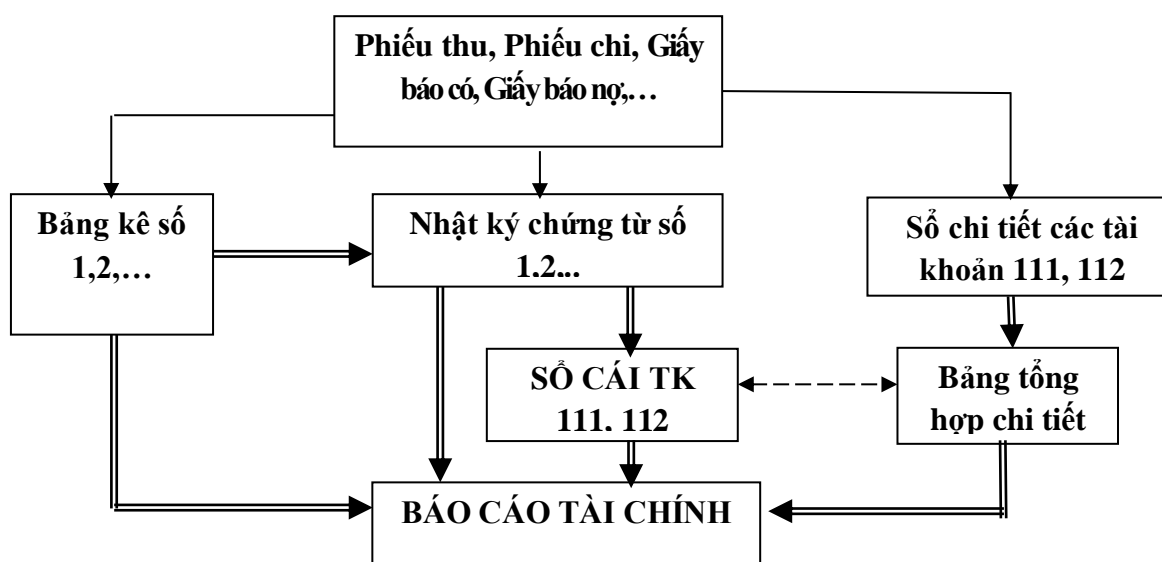 Phiếu thu, Phiếu chi, Giấy
báo có, Giấy báo nợ,…
Bảng kê số
1,2,…
Nhật ký chứng từ số
1,2,..
Sổ chi tiết các tài
khoản 111, 112
SỔ CÁI TK
111, 112
Bảng tổng
hợp chi tiết
BÁO CÁO TÀI CHÍNH